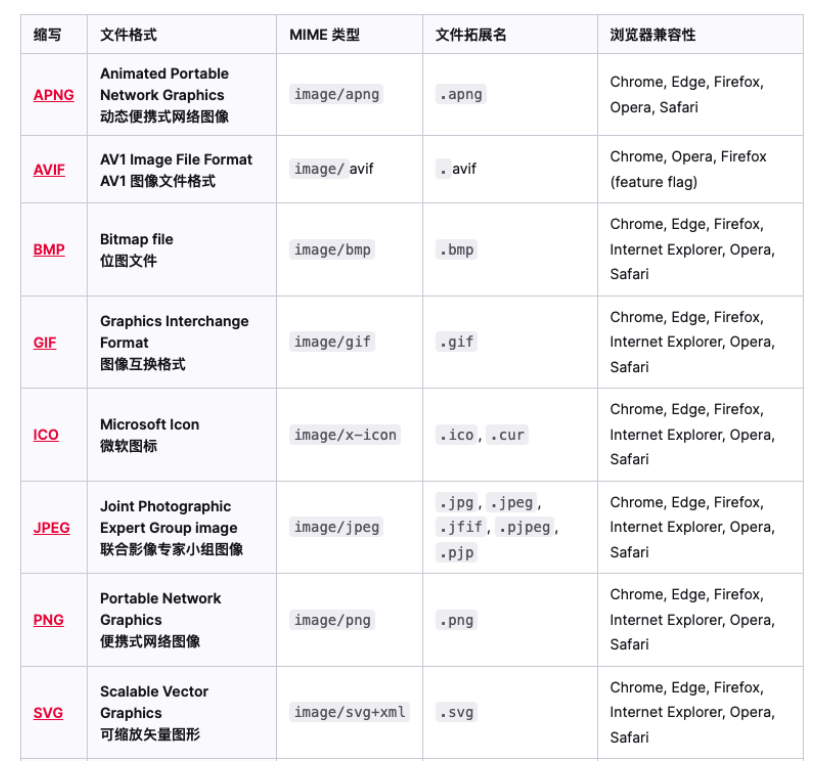 缩写 文件格式 MIME 类型 文件拓展名 浏览器兼容性
APNG
Animated Portable
Network Graphics
动态便携式网络图像
image/apng
.apng
Chrome, Edge, Firefox,
Opera, Safari
AVIF
AV1 Image File Format
AV1 图像文件格式
image/ avif
. avif
Chrome, Opera, Firefox
(feature flag)
BMP
Bitmap file
位图文件
image/bmp
.bmp
Chrome, Edge, Firefox,
Internet Explorer, Opera,
Safari
GIF
Graphics Interchange
Format
图像互换格式
image/gif
.gif
Chrome, Edge, Firefox,
Internet Explorer, Opera,
Safari
ICO
Microsoft Icon
微软图标
image/x-icon
.ico, .cur
Chrome, Edge, Firefox,
Internet Explorer, Opera,
Safari
JPEG
Joint Photographic
Expert Group image
联合影像专家小组图像
image/jpeg
.jpg, .jpeg,
.jfif, .pjpeg,
.pjp
Chrome, Edge, Firefox,
Internet Explorer, Opera,
Safari
PNG
Portable Network
Graphics
便携式网络图像
image/png
.png
Chrome, Edge, Firefox,
Internet Explorer, Opera,
Safari
SVG
Scalable Vector
Graphics
可缩放矢量图形
image/svg+xml
.svg
Chrome, Edge, Firefox,
Internet Explorer, Opera,
Safari